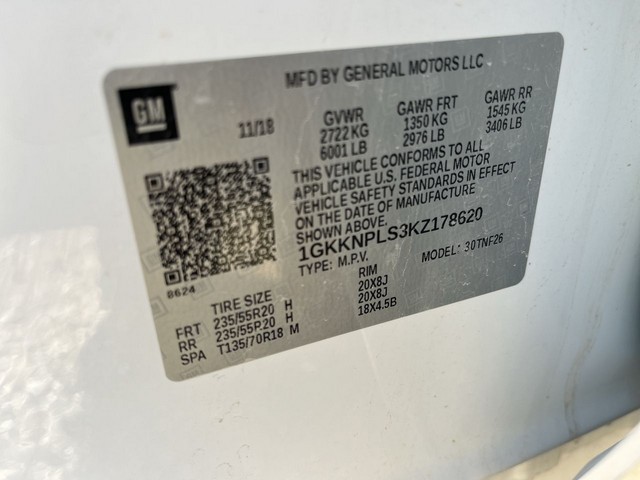 MFD BY GENERAL MOTORS LLC
GM
11/18
GVWR GAWR FRT GAWR RR
2722 KG 1350 KG 1545 KG
6001 LB 2976 LB 3406 LB
THIS VEHICLE CONFORMS TO ALL
APPLICABLE U.S. FEDERAL MOTOR
VEHICLE SAFETY STANDARDS IN EFFECT
ON THE DATE OF MANUFACTURE
SHOWN ABOVE.
1GKKNPLS3KZ178620
TYPE: M.P.V. MODEL: 30TNF26
8624
TIRE SIZE RIM
FRT 235/55R20 H 20X8J
RR 235/55R20 H 20X8J
SPA T135/70R18 M 18X4.5B